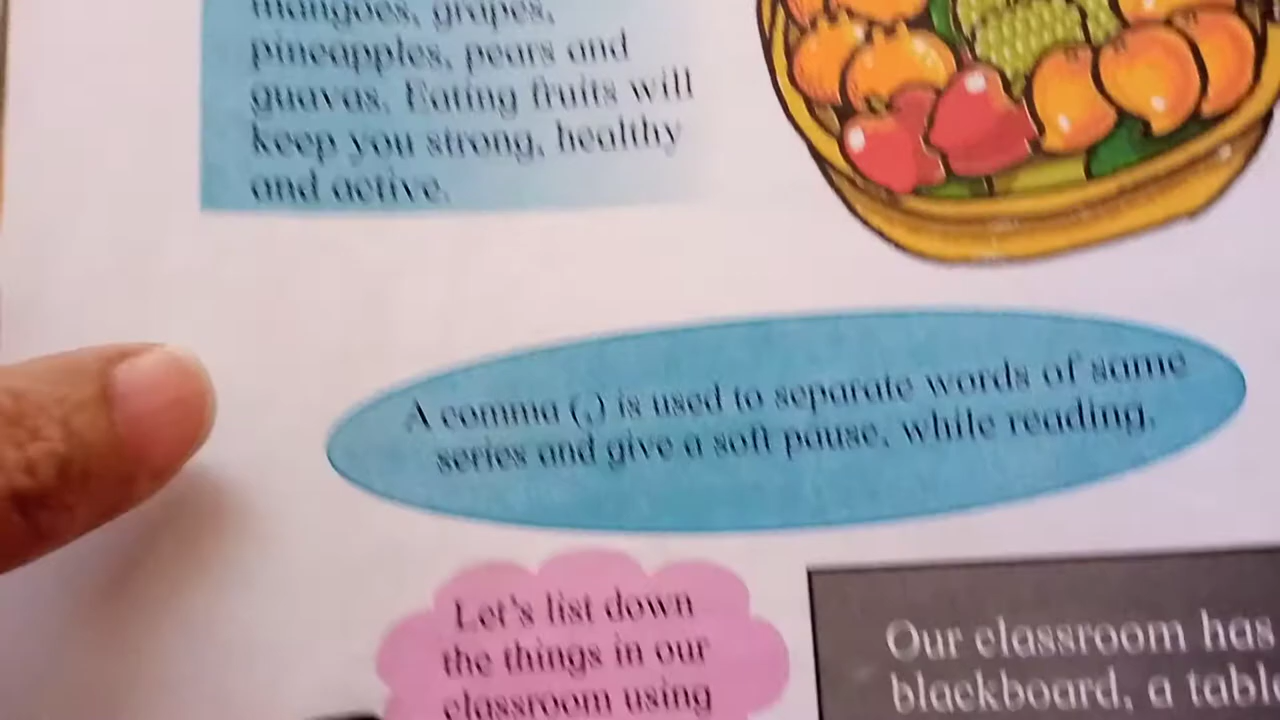 mangoes, grapes,
pineapples, pears and
guavas. Eating fruits will
keep you strong, healthy
and active.
A comma (,) is used to separate words of same
series and give a soft pause, while reading.
Let's list down
the things in our
classroom using
Our classroom has
blackboard, a table